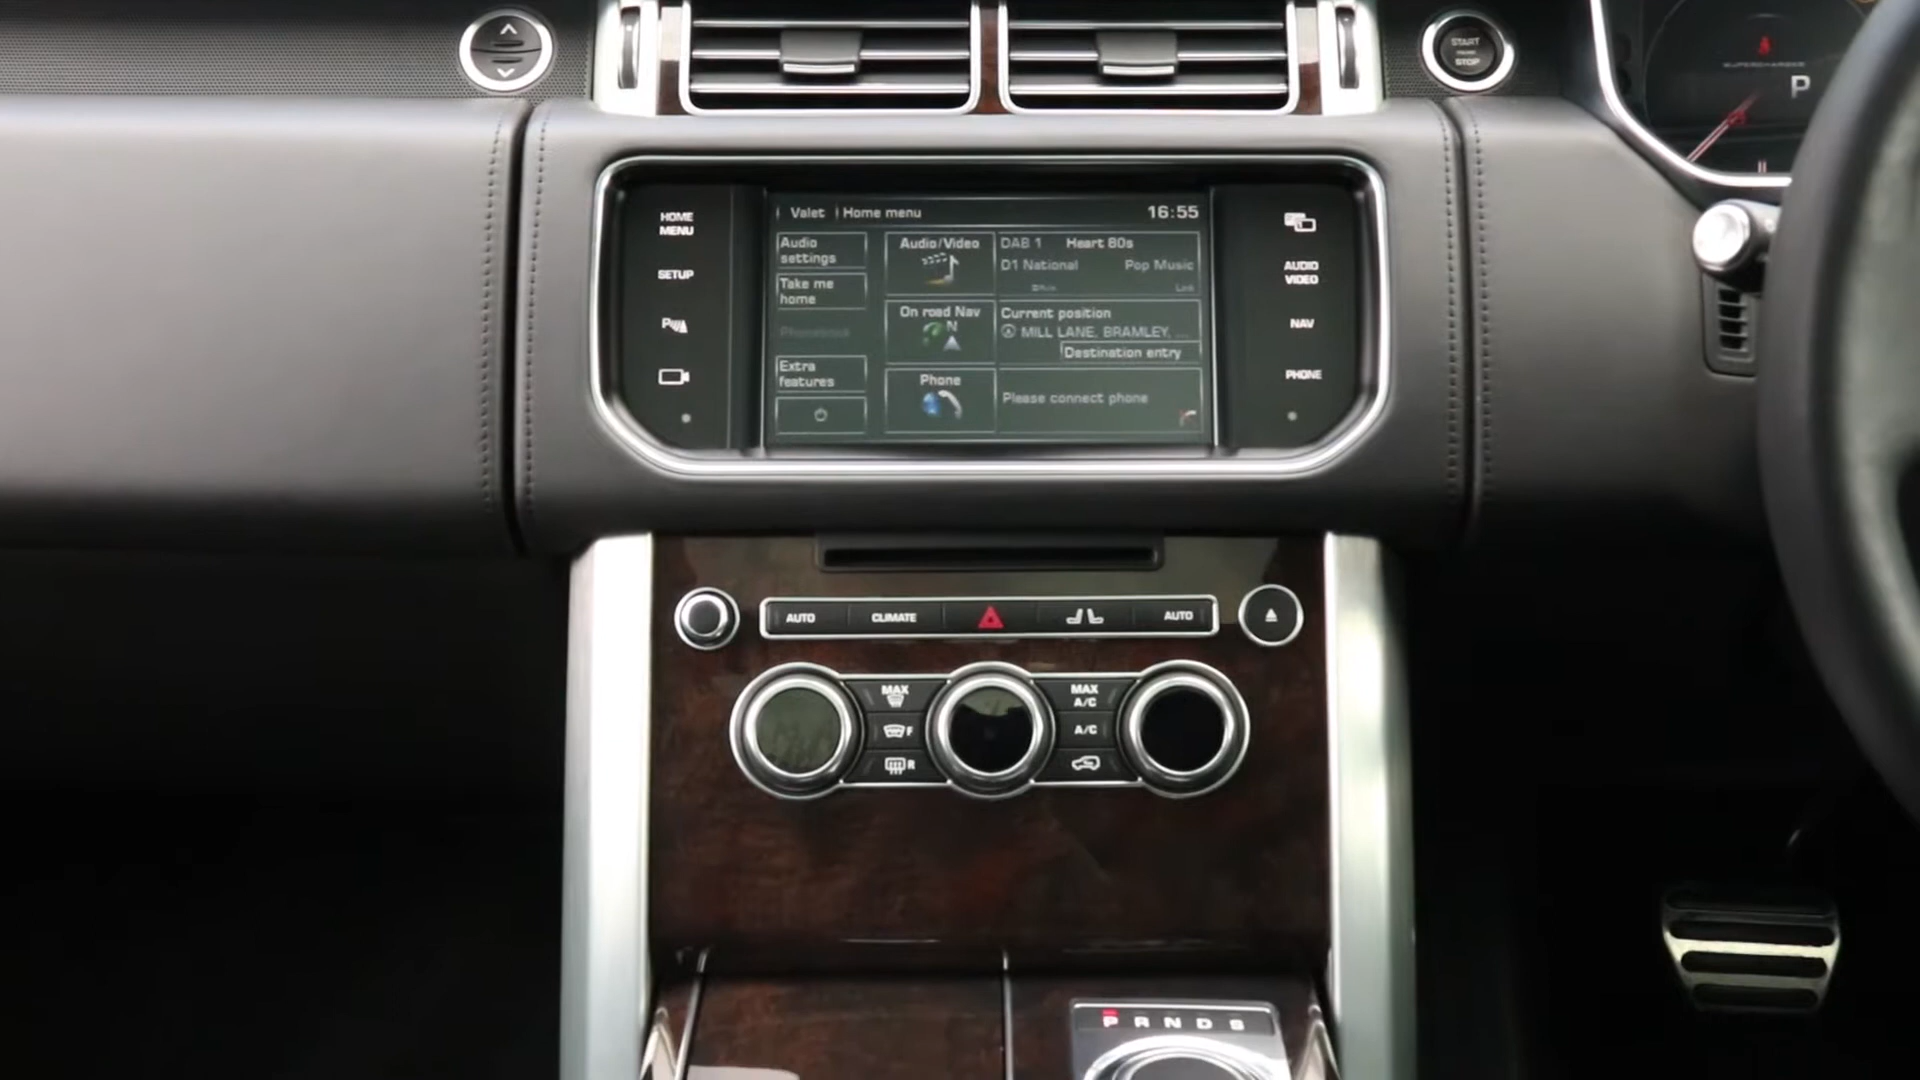 START
STOP
SUPERCHARGED
P
HOME
MENU
SETUP
P
Valet
Home menu
16:55
Audio
settings
Take me
home
Phonebook
Extra
features
Audio/Video
DAB 1 Heart 80s
D1 National Pop Music
On road Nav
N
Current position
MILL LANE, BRAMLEY, ...
Destination entry
Phone
Please connect phone
AUDIO
VIDEO
NAV
PHONE
AUTO
CLIMATE
AUTO
MAX
F
R
MAX
A/C
A/C
P R N D S